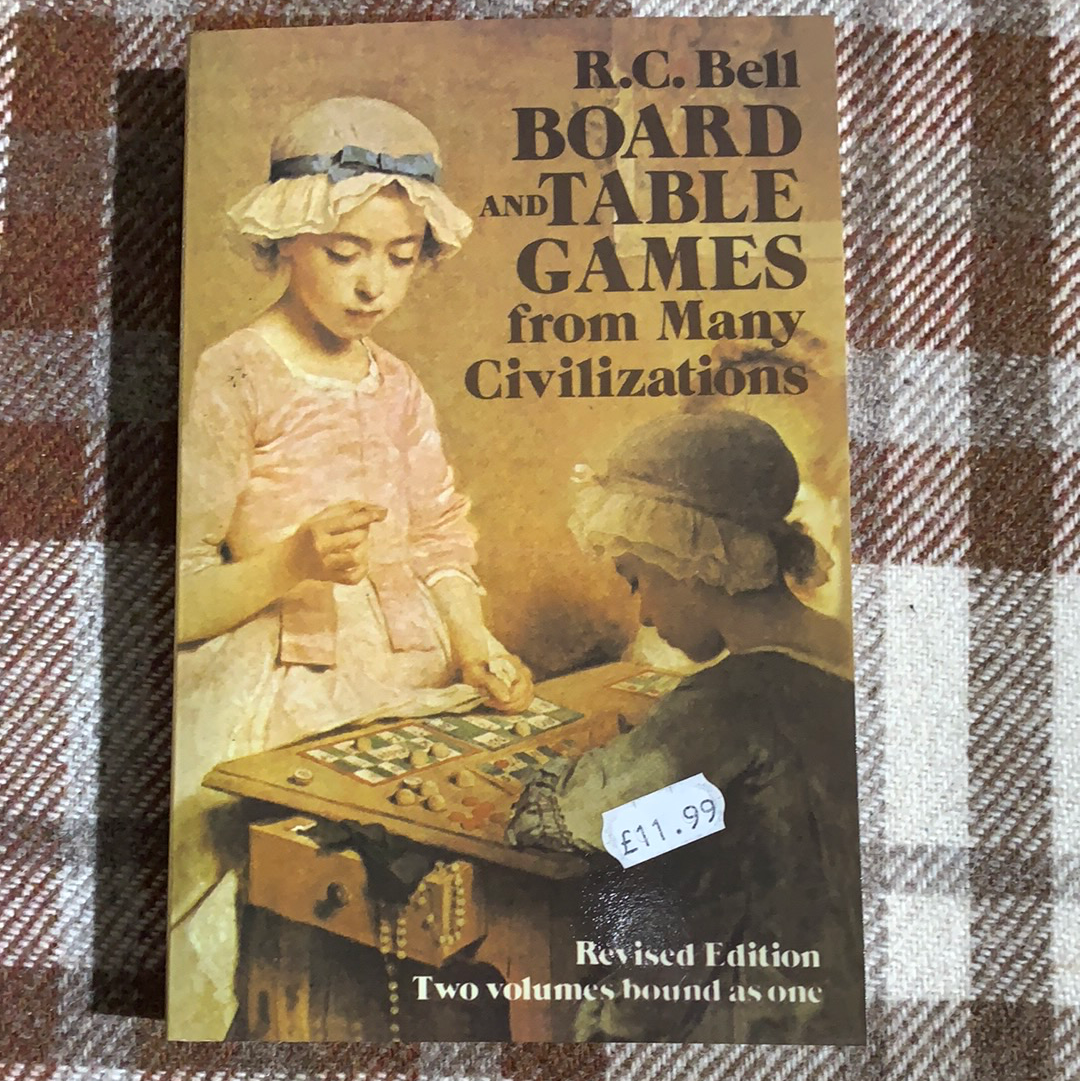 R.C. Bell
BOARD
AND TABLE
GAMES
from Many
Civilizations
£11.99
Revised Edition
Two volumes bound as one